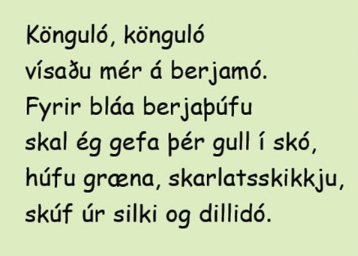 Könguló, könguló
vísaðu mér á berjamó.
Fyrir bláa berjaþúfu
skal ég gefa þér gull í skó,
húfu græna, skarlatsskikkju,
skúf úr silki og dillidó.